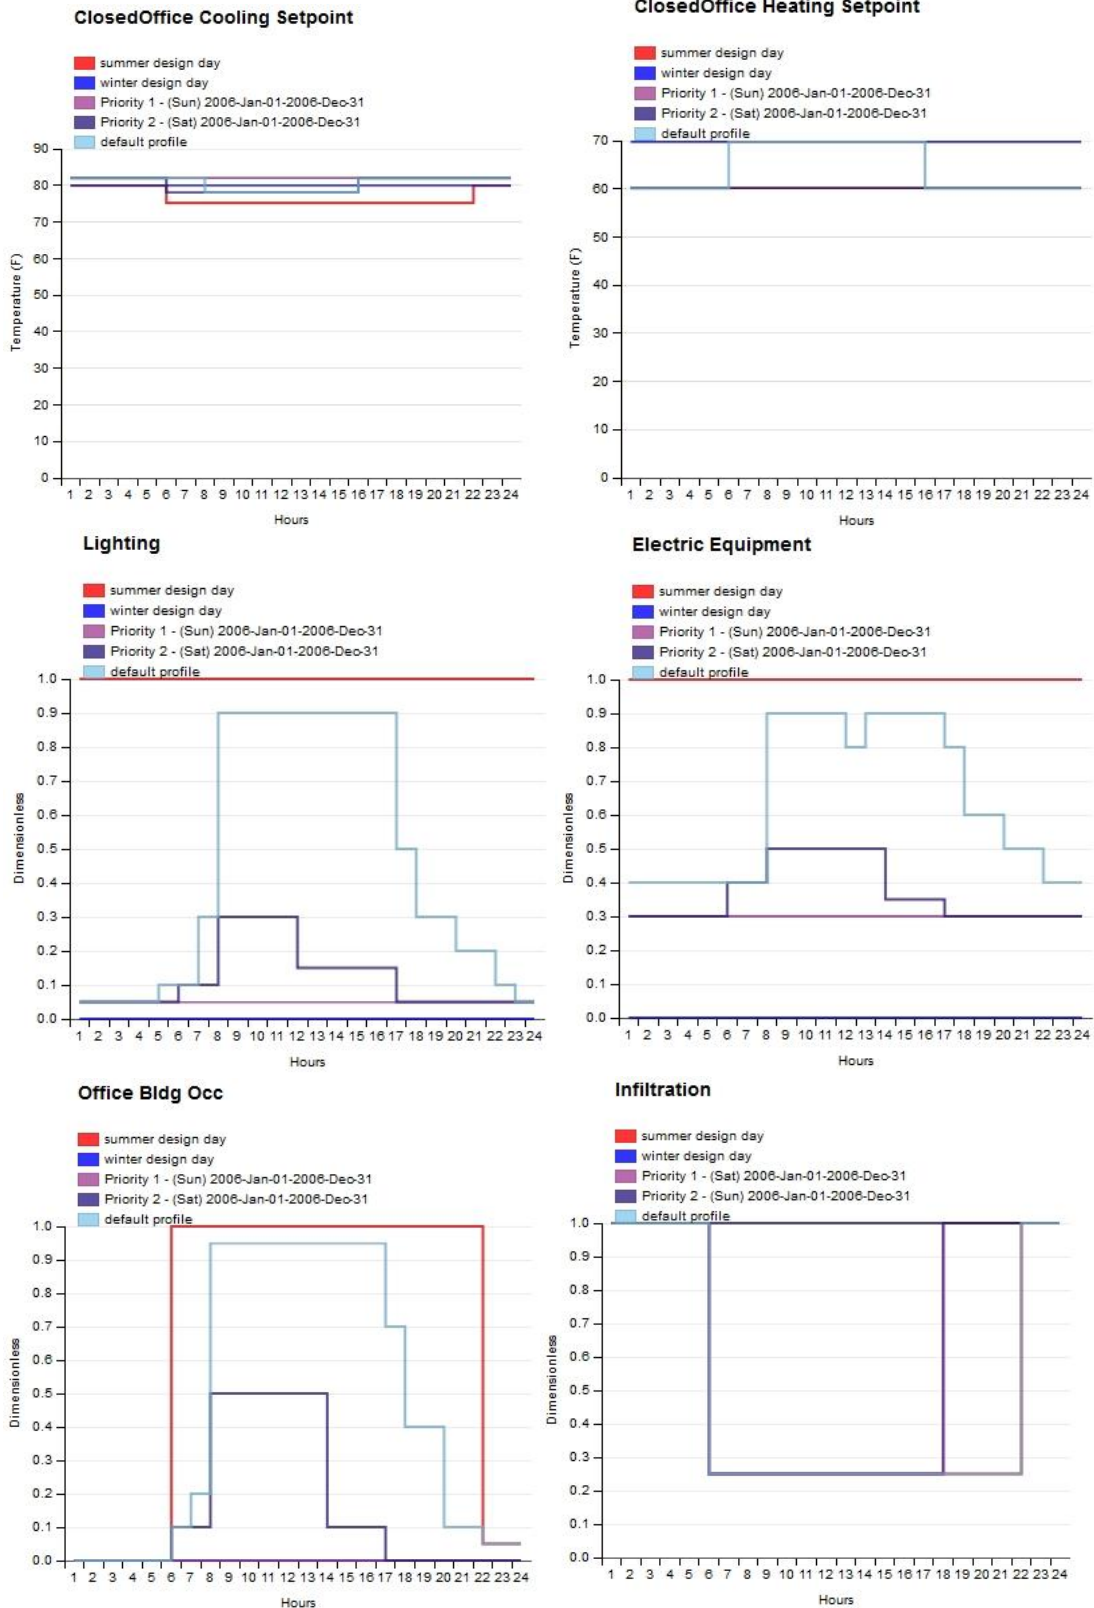 ClosedOffice Cooling Setpoint
summer design day
winter design day
Priority 1 - (Sun) 2006-Jan-01-2006-Dec-31
Priority 2 - (Sat) 2006-Jan-01-2006-Dec-31
default profile
90
80
70
60
50
40
30
20
10
0
Temperature (F)
1 2 3 4 5 6 7 8 9 10 11 12 13 14 15 16 17 18 19 20 21 22 23 24
Hours
ClosedOffice Heating Setpoint
summer design day
winter design day
Priority 1 - (Sun) 2006-Jan-01-2006-Dec-31
Priority 2 - (Sat) 2006-Jan-01-2006-Dec-31
default profile
70
60
50
40
30
20
10
0
Temperature (F)
1 2 3 4 5 6 7 8 9 10 11 12 13 14 15 16 17 18 19 20 21 22 23 24
Hours
Lighting
summer design day
winter design day
Priority 1 - (Sun) 2006-Jan-01-2006-Dec-31
Priority 2 - (Sat) 2006-Jan-01-2006-Dec-31
default profile
1.0
0.9
0.8
0.7
0.6
0.5
0.4
0.3
0.2
0.1
0.0
Dimensionless
1 2 3 4 5 6 7 8 9 10 11 12 13 14 15 16 17 18 19 20 21 22 23 24
Hours
Electric Equipment
summer design day
winter design day
Priority 1 - (Sun) 2006-Jan-01-2006-Dec-31
Priority 2 - (Sat) 2006-Jan-01-2006-Dec-31
default profile
1.0
0.9
0.8
0.7
0.6
0.5
0.4
0.3
0.2
0.1
0.0
Dimensionless
1 2 3 4 5 6 7 8 9 10 11 12 13 14 15 16 17 18 19 20 21 22 23 24
Hours
Office Bldg Occ
summer design day
winter design day
Priority 1 - (Sun) 2006-Jan-01-2006-Dec-31
Priority 2 - (Sat) 2006-Jan-01-2006-Dec-31
default profile
1.0
0.9
0.8
0.7
0.6
0.5
0.4
0.3
0.2
0.1
0.0
Dimensionless
1 2 3 4 5 6 7 8 9 10 11 12 13 14 15 16 17 18 19 20 21 22 23 24
Hours
Infiltration
summer design day
winter design day
Priority 1 - (Sat) 2006-Jan-01-2006-Dec-31
Priority 2 - (Sun) 2006-Jan-01-2006-Dec-31
default profile
1.0
0.9
0.8
0.7
0.6
0.5
0.4
0.3
0.2
0.1
0.0
Dimensionless
1 2 3 4 5 6 7 8 9 10 11 12 13 14 15 16 17 18 19 20 21 22 23 24
Hours